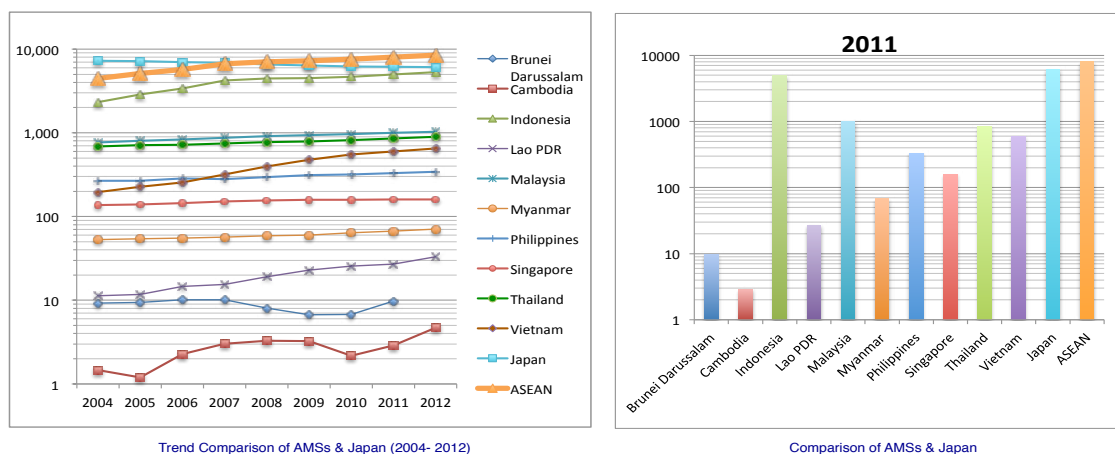 10,000
1,000
100
10
1
2004 2005 2006 2007 2008 2009 2010 2011 2012
Brunei
Darussalam
Cambodia
Indonesia
Lao PDR
Malaysia
Myanmar
Philippines
Singapore
Thailand
Vietnam
Japan
ASEAN
Trend Comparison of AMSs & Japan (2004- 2012)
2011
10000
1000
100
10
1
Brunei Darussalam
Cambodia
Indonesia
Lao PDR
Malaysia
Myanmar
Philippines
Singapore
Thailand
Vietnam
Japan
ASEAN
Comparison of AMSs & Japan